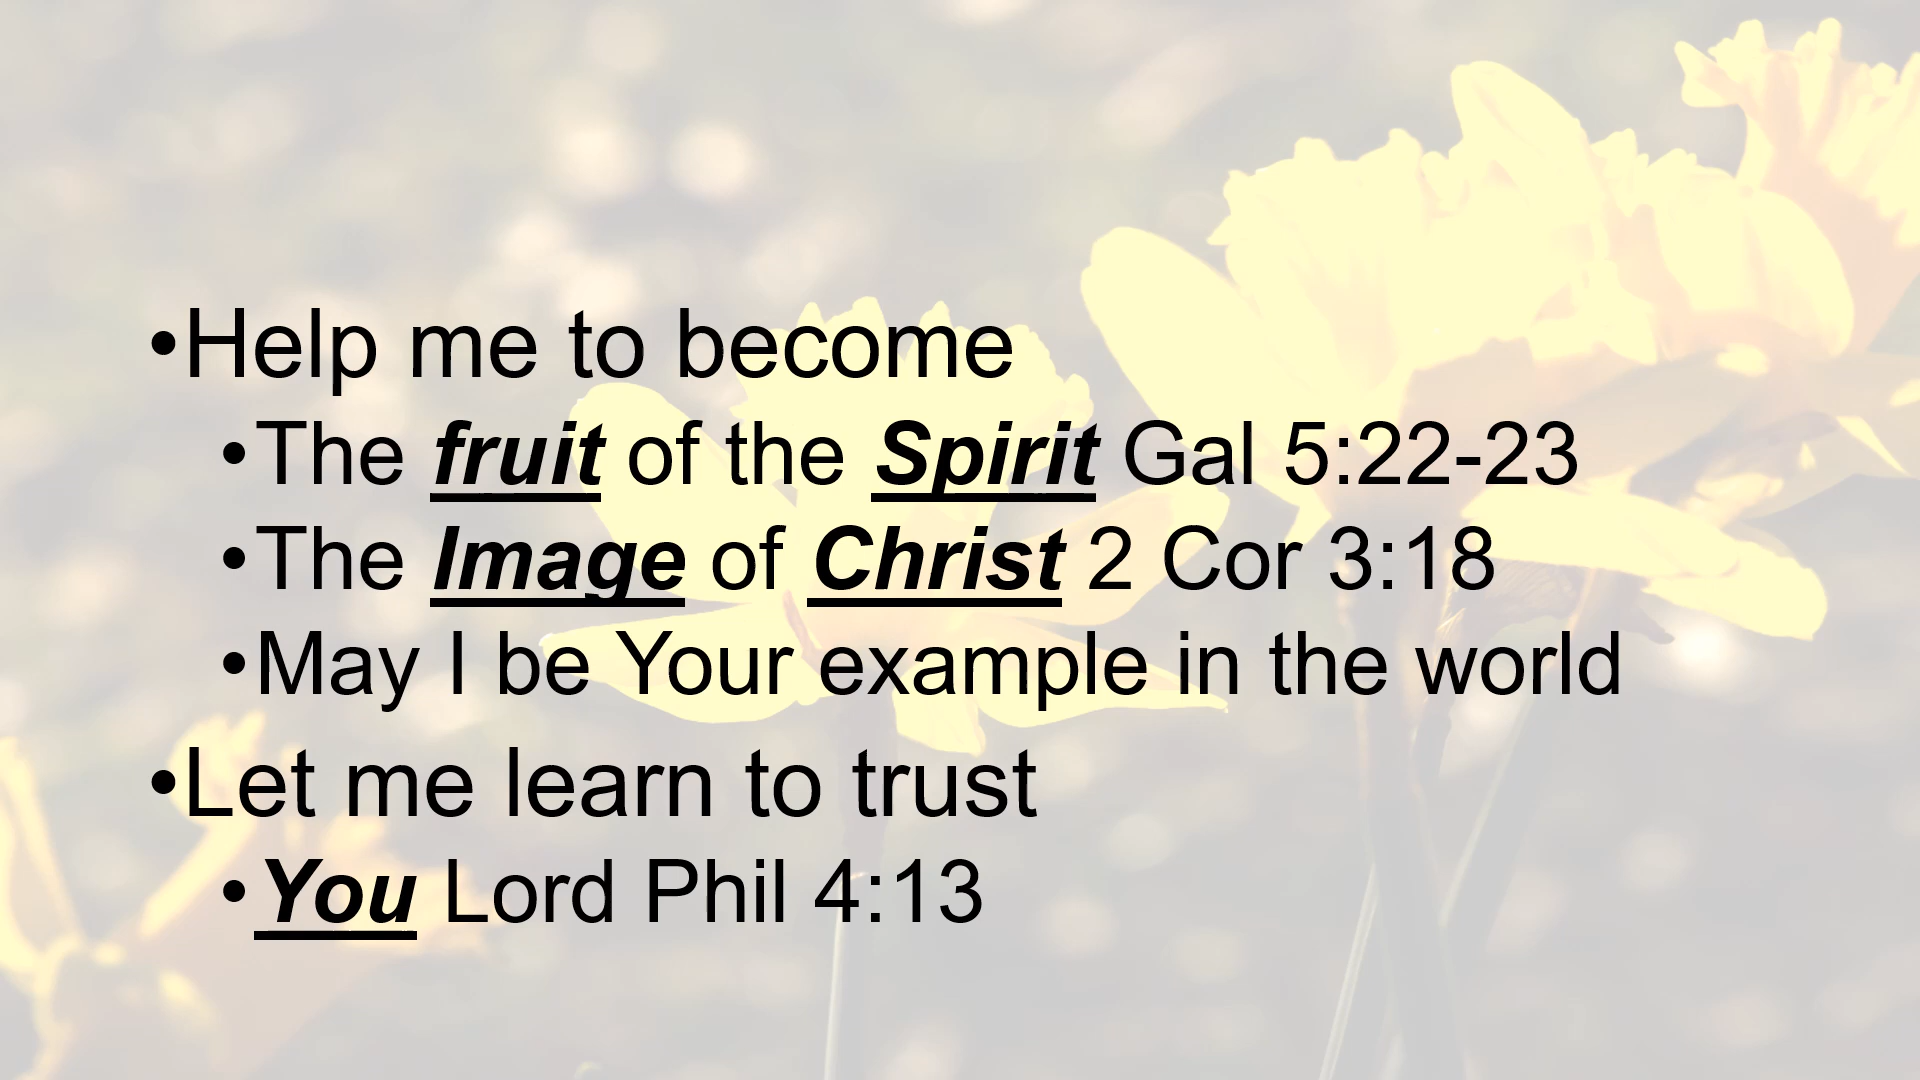 •Help me to become
•The fruit of the Spirit Gal 5:22-23
•The Image of Christ 2 Cor 3:18
•May I be Your example in the world
•Let me learn to trust
•You Lord Phil 4:13